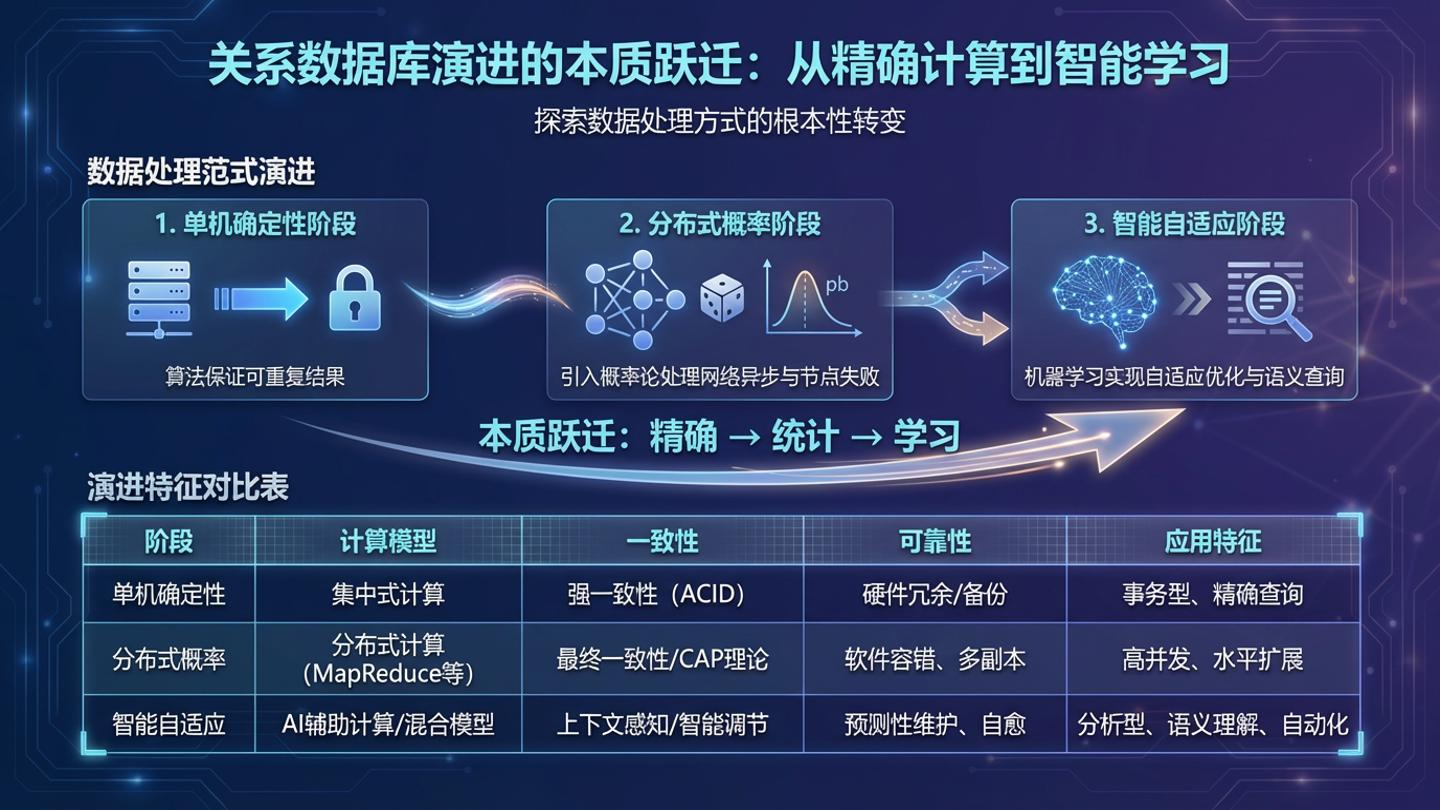 关系数据库演进的本质跃迁：从精确计算到智能学习
探索数据处理方式的根本性转变
数据处理范式演进
1. 单机确定性阶段
算法保证可重复结果
2. 分布式概率阶段
pb
引入概率论处理网络异步与节点失败
3. 智能自适应阶段
机器学习实现自适应优化与语义查询
本质跃迁：精确 → 统计 → 学习
演进特征对比表
阶段 计算模型 一致性 可靠性 应用特征
单机确定性 集中式计算 强一致性（ACID） 硬件冗余/备份 事务型、精确查询
分布式概率 分布式计算 最终一致性/CAP理论 软件容错、多副本 高并发、水平扩展
（MapReduce等）
智能自适应 AI辅助计算/混合模型 上下文感知/智能调节 预测性维护、自愈 分析型、语义理解、自动化